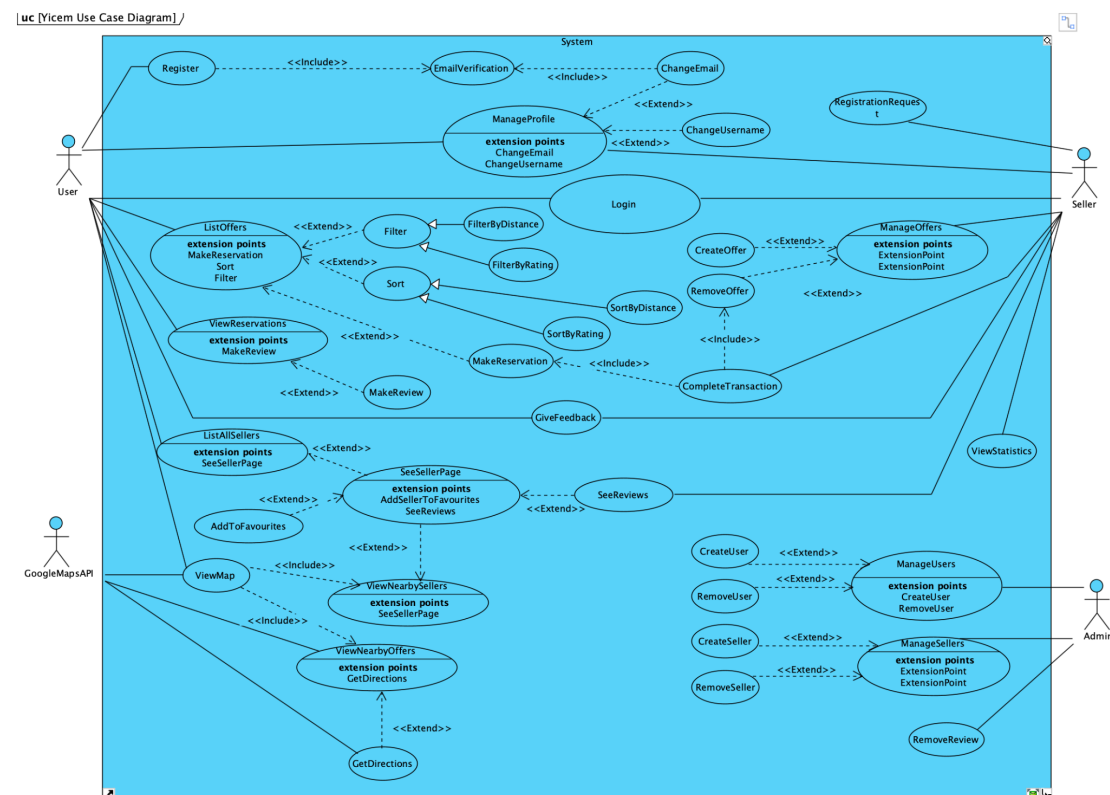 uc [Yicem Use Case Diagram]
System
Register
<<Include>>
EmailVerification
<<Include>>
ChangeEmail
<<Extend>>
RegistrationReques
t
ManageProfile
extension points
ChangeEmail
ChangeUsername
ChangeUsername
<<Extend>>
User
Seller
Login
ListOffers
extension points
MakeReservation
Sort
Filter
<<Extend>>
Filter
FilterByDistance
FilterByRating
<<Extend>>
Sort
SortByDistance
SortByRating
CreateOffer
<<Extend>>
ManageOffers
extension points
ExtensionPoint
ExtensionPoint
RemoveOffer
<<Extend>>
ViewReservations
extension points
MakeReview
<<Extend>>
MakeReservation
<<Include>>
<<Include>>
CompleteTransaction
<<Extend>>
MakeReview
GiveFeedback
ViewStatistics
ListAllSellers
extension points
SeeSellerPage
<<Extend>>
SeeSellerPage
extension points
AddSellerToFavourites
SeeReviews
<<Extend>>
SeeReviews
<<Extend>>
AddToFavourites
GoogleMapsAPI
<<Extend>>
ViewMap
<<Include>>
ViewNearbySellers
extension points
SeeSellerPage
<<Include>>
ViewNearbyOffers
extension points
GetDirections
<<Extend>>
GetDirections
CreateUser
<<Extend>>
ManageUsers
extension points
CreateUser
RemoveUser
RemoveUser
<<Extend>>
Admin
CreateSeller
<<Extend>>
ManageSellers
extension points
ExtensionPoint
ExtensionPoint
RemoveSeller
<<Extend>>
RemoveReview